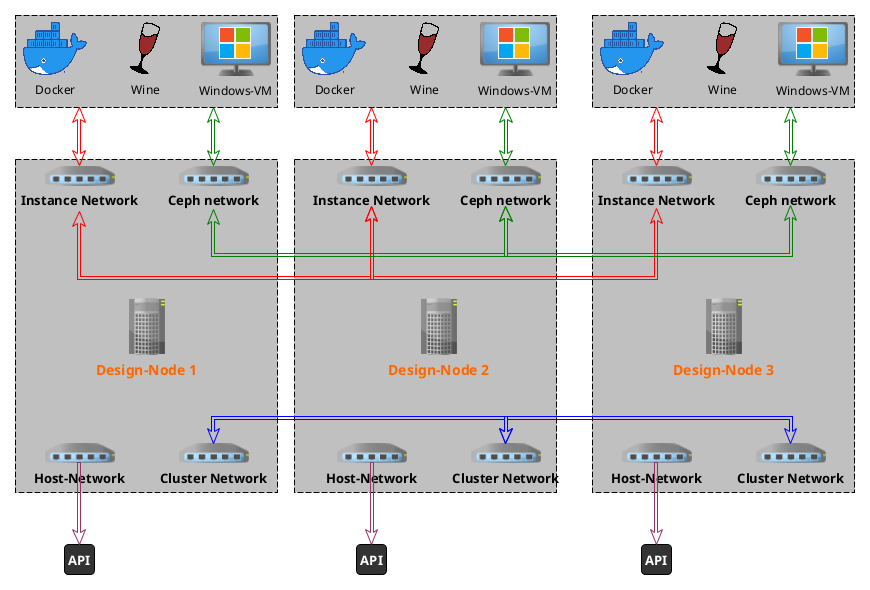 Docker Wine Windows-VM Docker Wine Windows-VM Docker Wine Windows-VM
Instance Network Ceph network Instance Network Ceph network Instance Network Ceph network
Design-Node 1 Design-Node 2 Design-Node 3
Host-Network Cluster Network Host-Network Cluster Network Host-Network Cluster Network
API API API